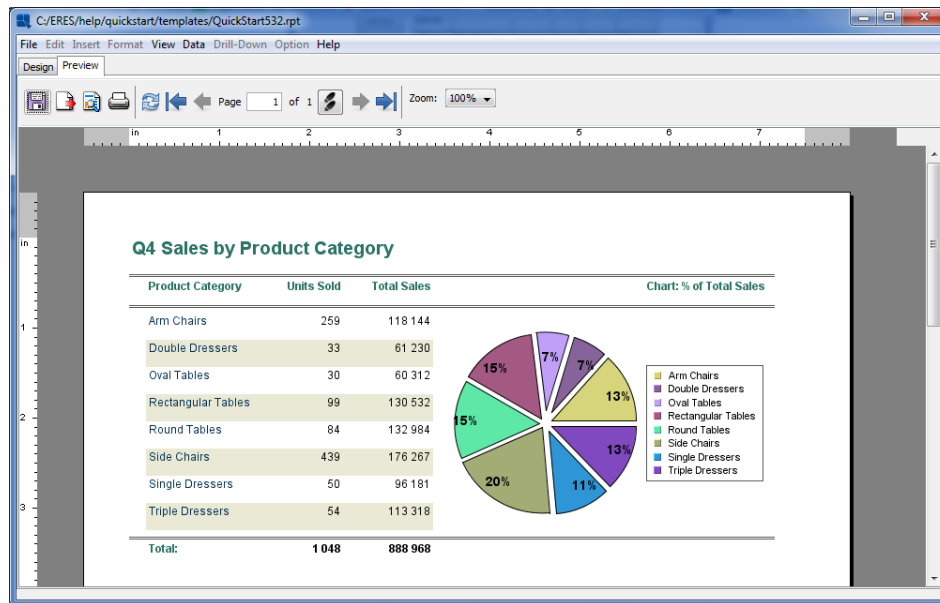 C:/ERES/help/quickstart/templates/QuickStart532.rpt
File Edit Insert Format View Data Drill-Down Option Help
Design Preview
Page 1 of 1 Zoom: 100%
in 1 2 3 4 5 6 7
in
1
2
3
Q4 Sales by Product Category
Product Category Units Sold Total Sales Chart: % of Total Sales
Arm Chairs 259 118 144
Double Dressers 33 61 230
Oval Tables 30 60 312
Rectangular Tables 99 130 532
Round Tables 84 132 984
Side Chairs 439 176 267
Single Dressers 50 96 181
Triple Dressers 54 113 318
Total: 1 048 888 968
7%
7%
15%
13%
15%
13%
20%
11%
Arm Chairs
Double Dressers
Oval Tables
Rectangular Tables
Round Tables
Side Chairs
Single Dressers
Triple Dressers